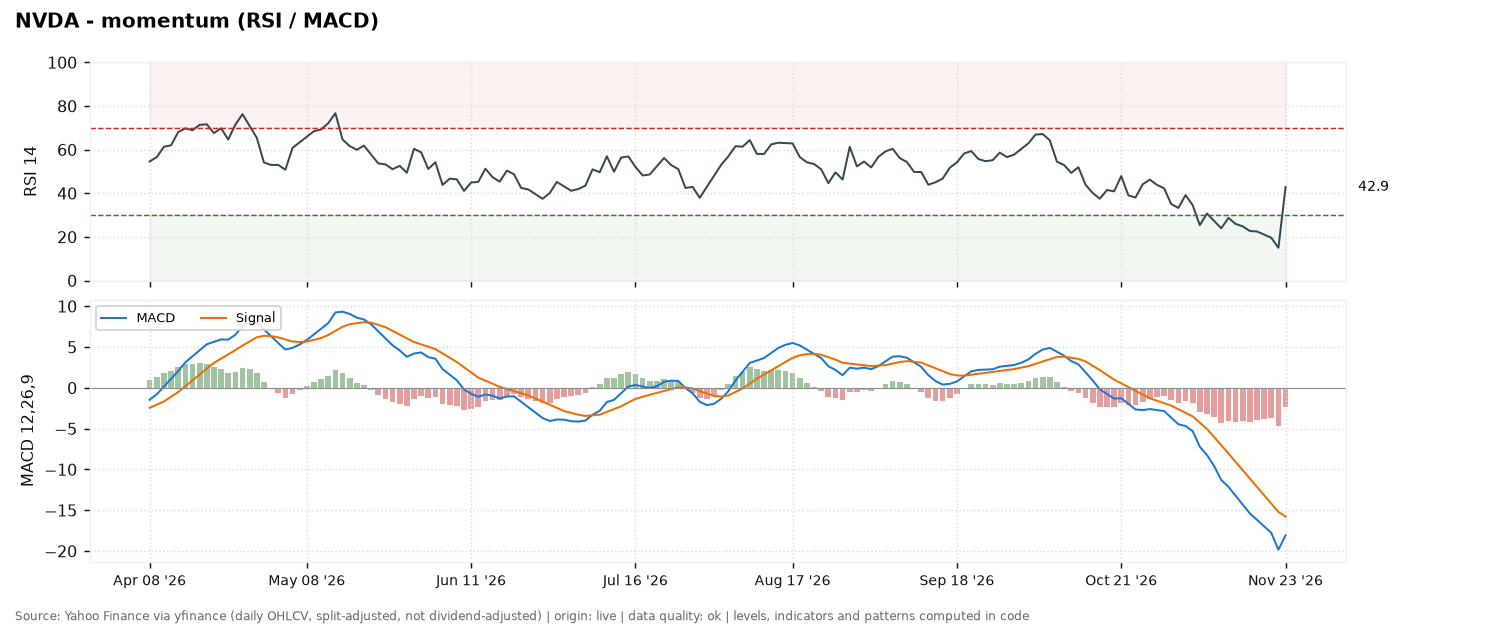 NVDA - momentum (RSI / MACD)
100
80
60
40
20
0
RSI 14
42.9
10
5
0
−5
−10
−15
−20
MACD 12,26,9
MACD
Signal
Apr 08 '26
May 08 '26
Jun 11 '26
Jul 16 '26
Aug 17 '26
Sep 18 '26
Oct 21 '26
Nov 23 '26
Source: Yahoo Finance via yfinance (daily OHLCV, split-adjusted, not dividend-adjusted) | origin: live | data quality: ok | levels, indicators and patterns computed in code